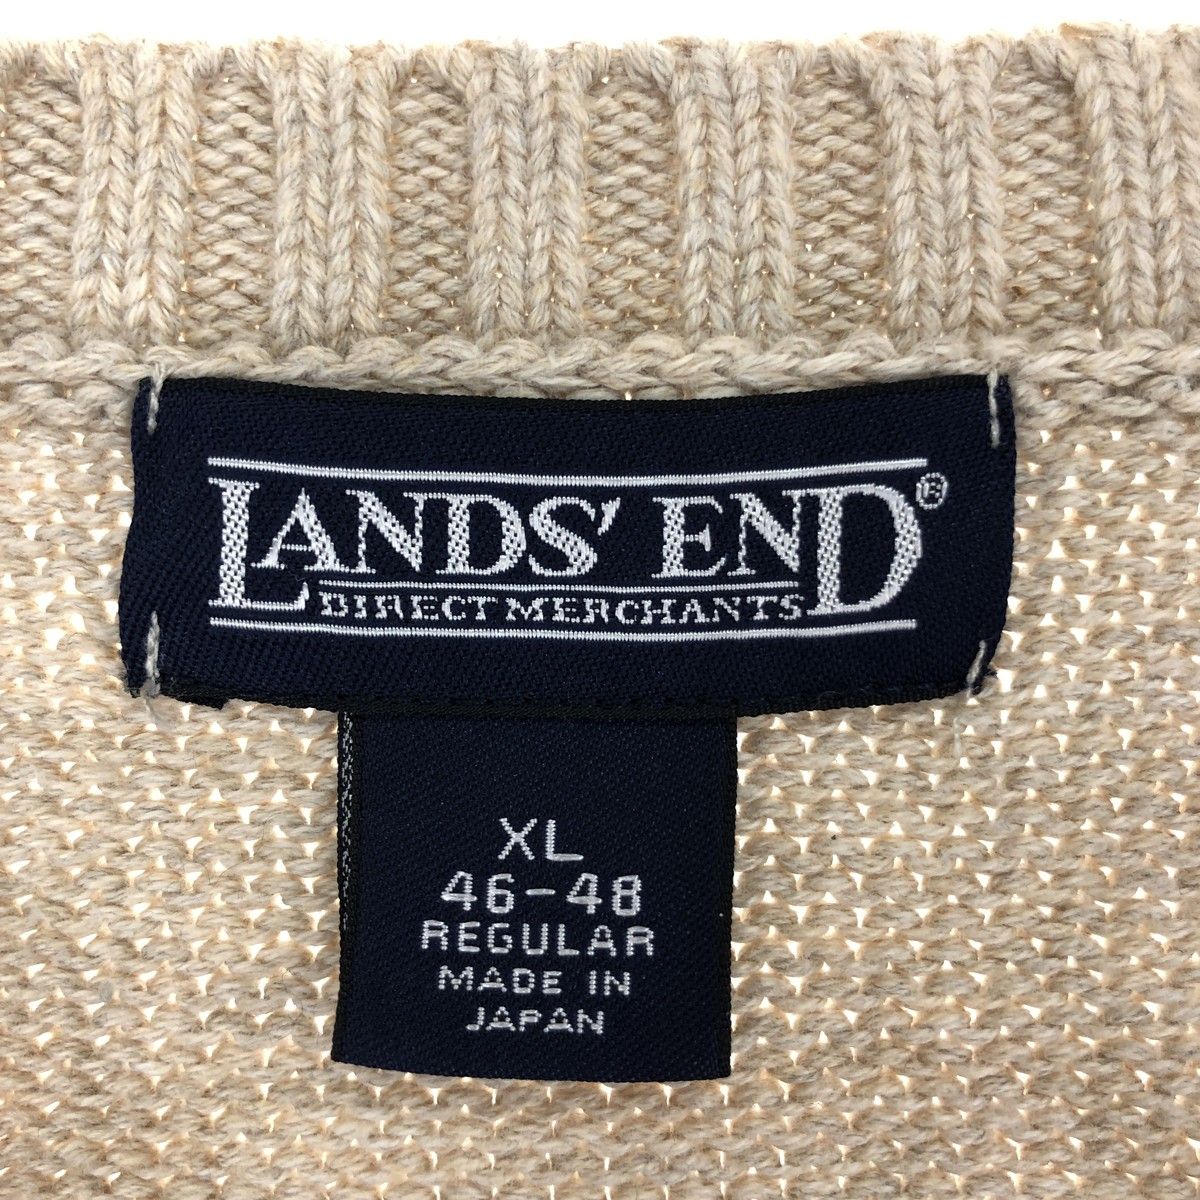 LANDS' END®
DIRECT MERCHANTS
XL
46-48
REGULAR
MADE IN
JAPAN